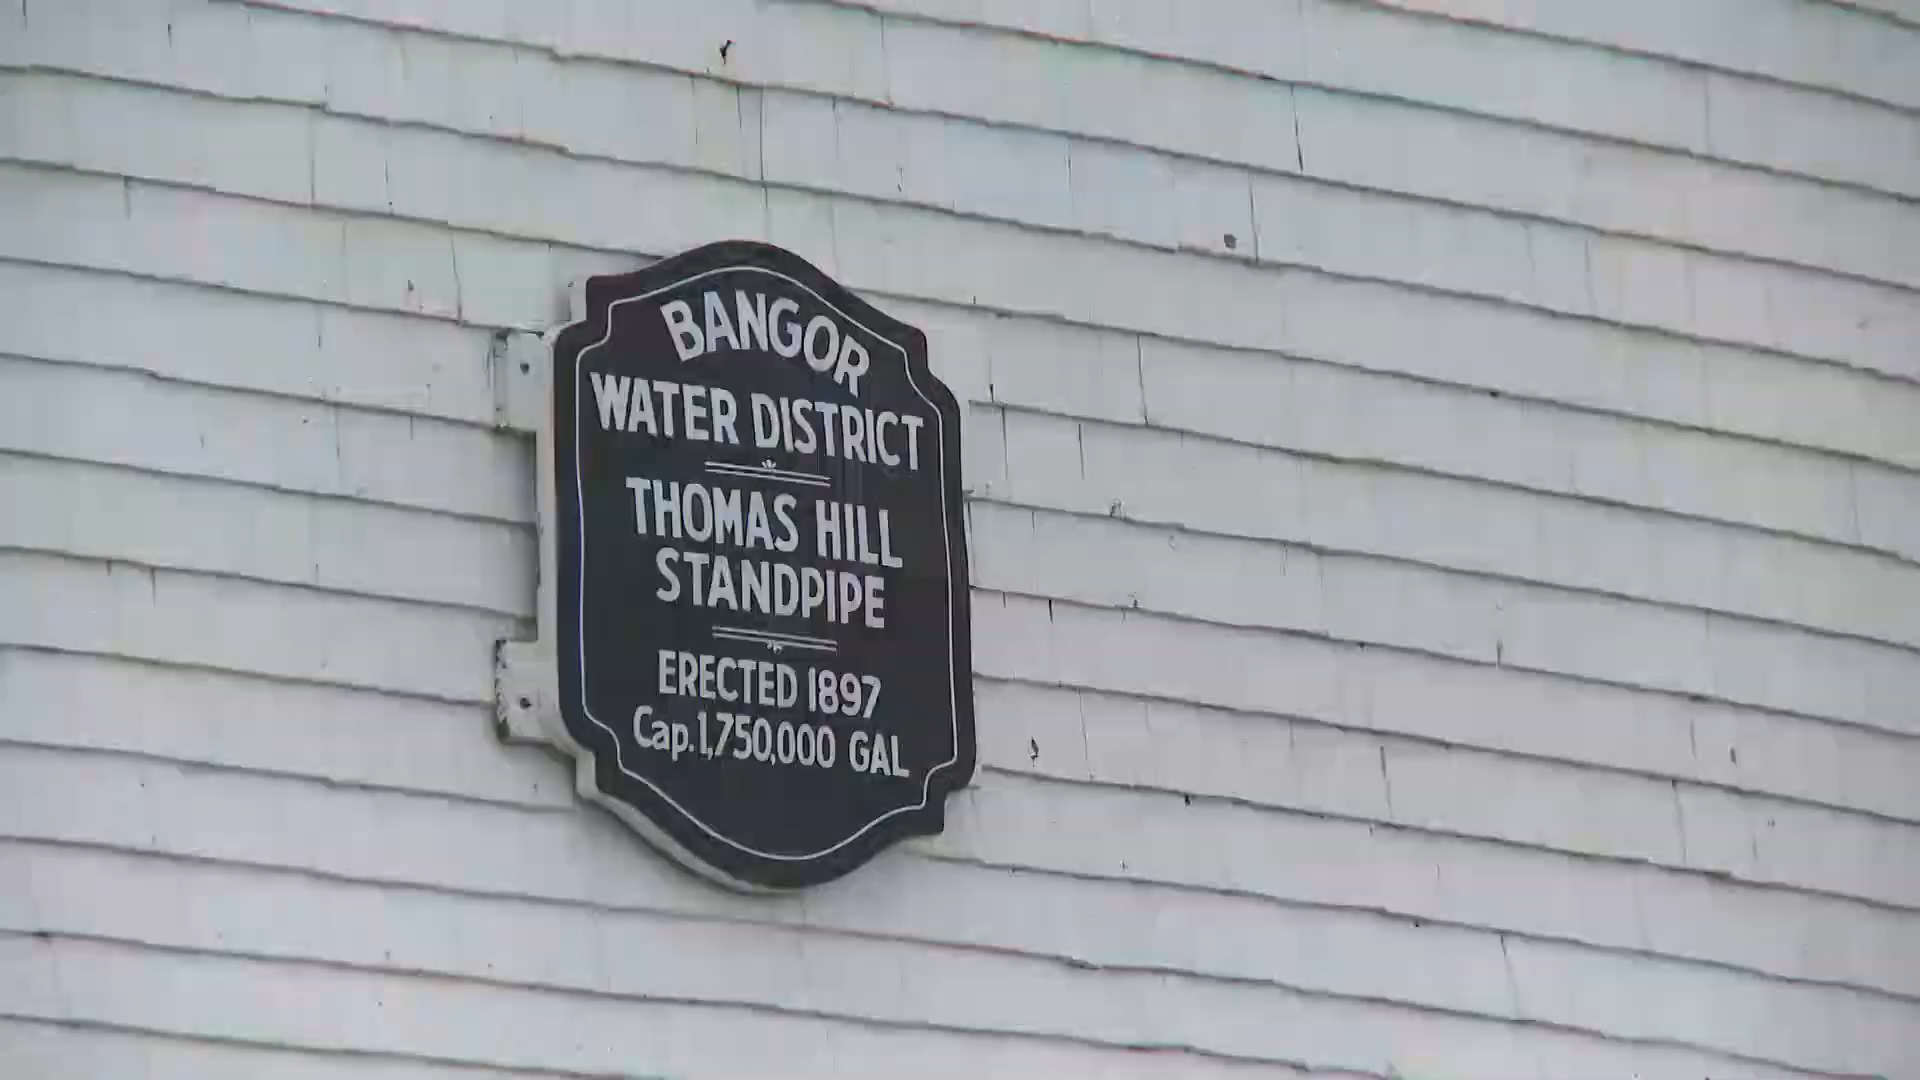 BANGOR
WATER DISTRICT
THOMAS HILL
STANDPIPE
ERECTED 1897
Cap. 1,750,000 GAL